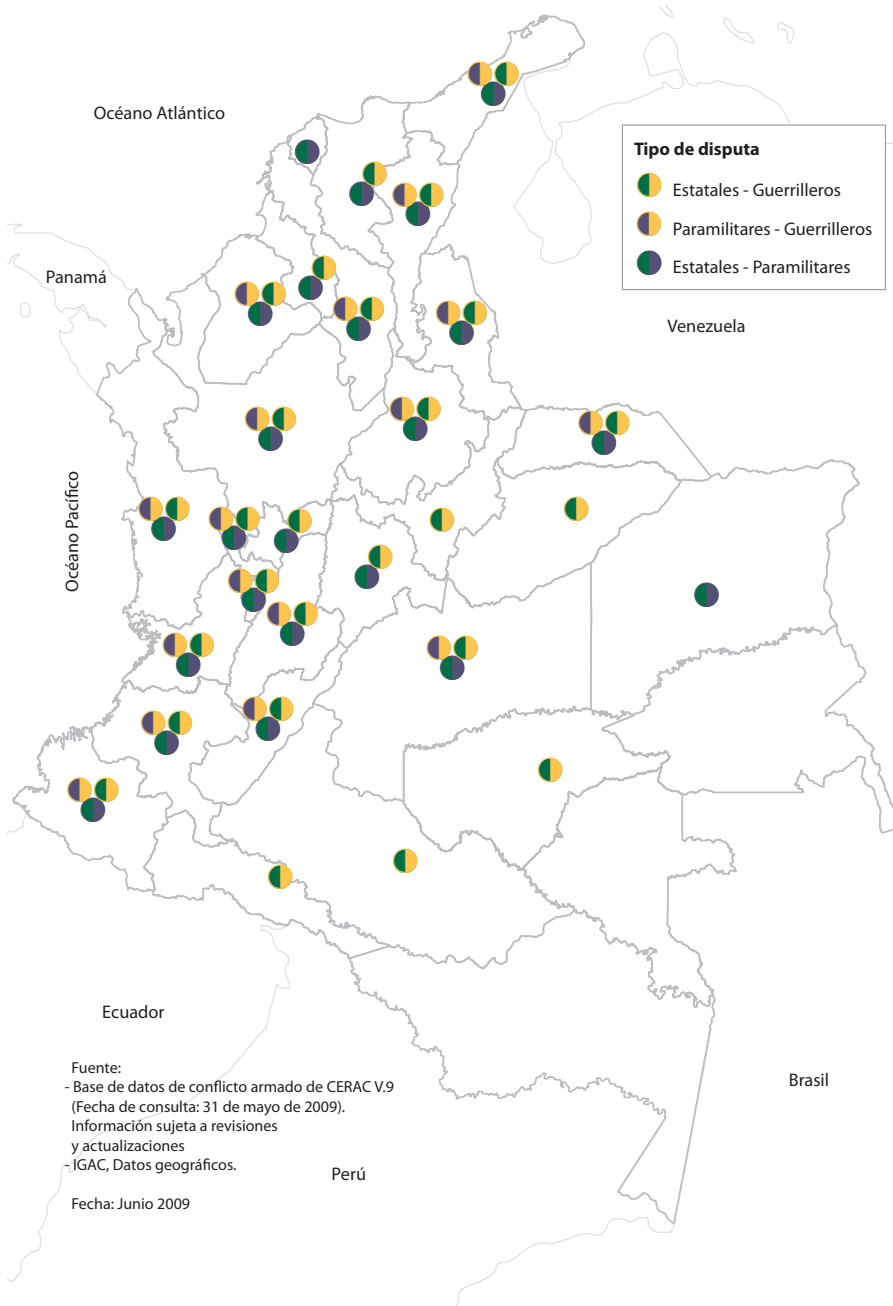 Océano Atlántico
Tipo de disputa
Estatales - Guerrilleros
Paramilitares - Guerrilleros
Estatales - Paramilitares
Panamá
Venezuela
Océano Pacífico
Ecuador
Fuente:
- Base de datos de conflicto armado de CERAC V.9
(Fecha de consulta: 31 de mayo de 2009).
Información sujeta a revisiones
y actualizaciones
- IGAC, Datos geográficos.
Brasil
Perú
Fecha: Junio 2009